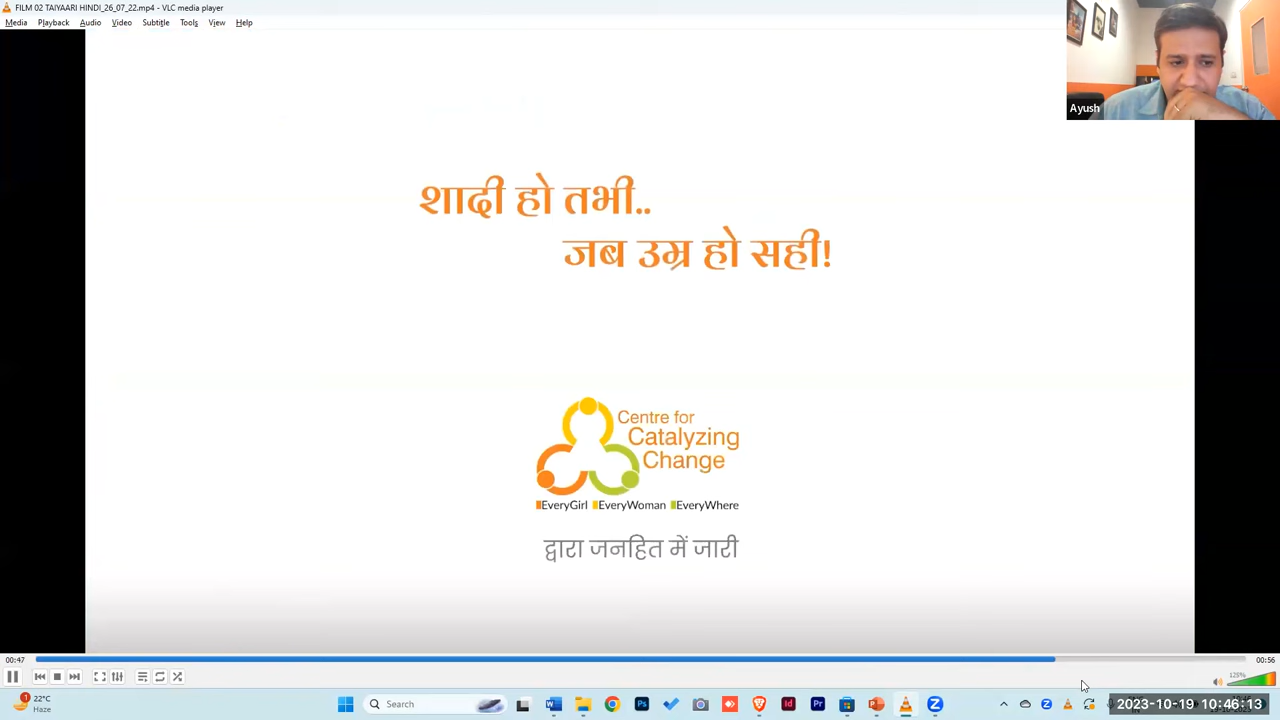 FILM 02 TAIYAARI HINDI_26_07_22.mp4 - VLC media player
Media Playback Audio Video Subtitle Tools View Help
Ayush
शादी हो तभी..
जब उम्र हो सही!
Centre for
Catalyzing
Change
EveryGirl EveryWoman EveryWhere
द्वारा जनहित में जारी
00:47
00:56
125%
22°C
Haze
Search
2023-10-19 10:46:13